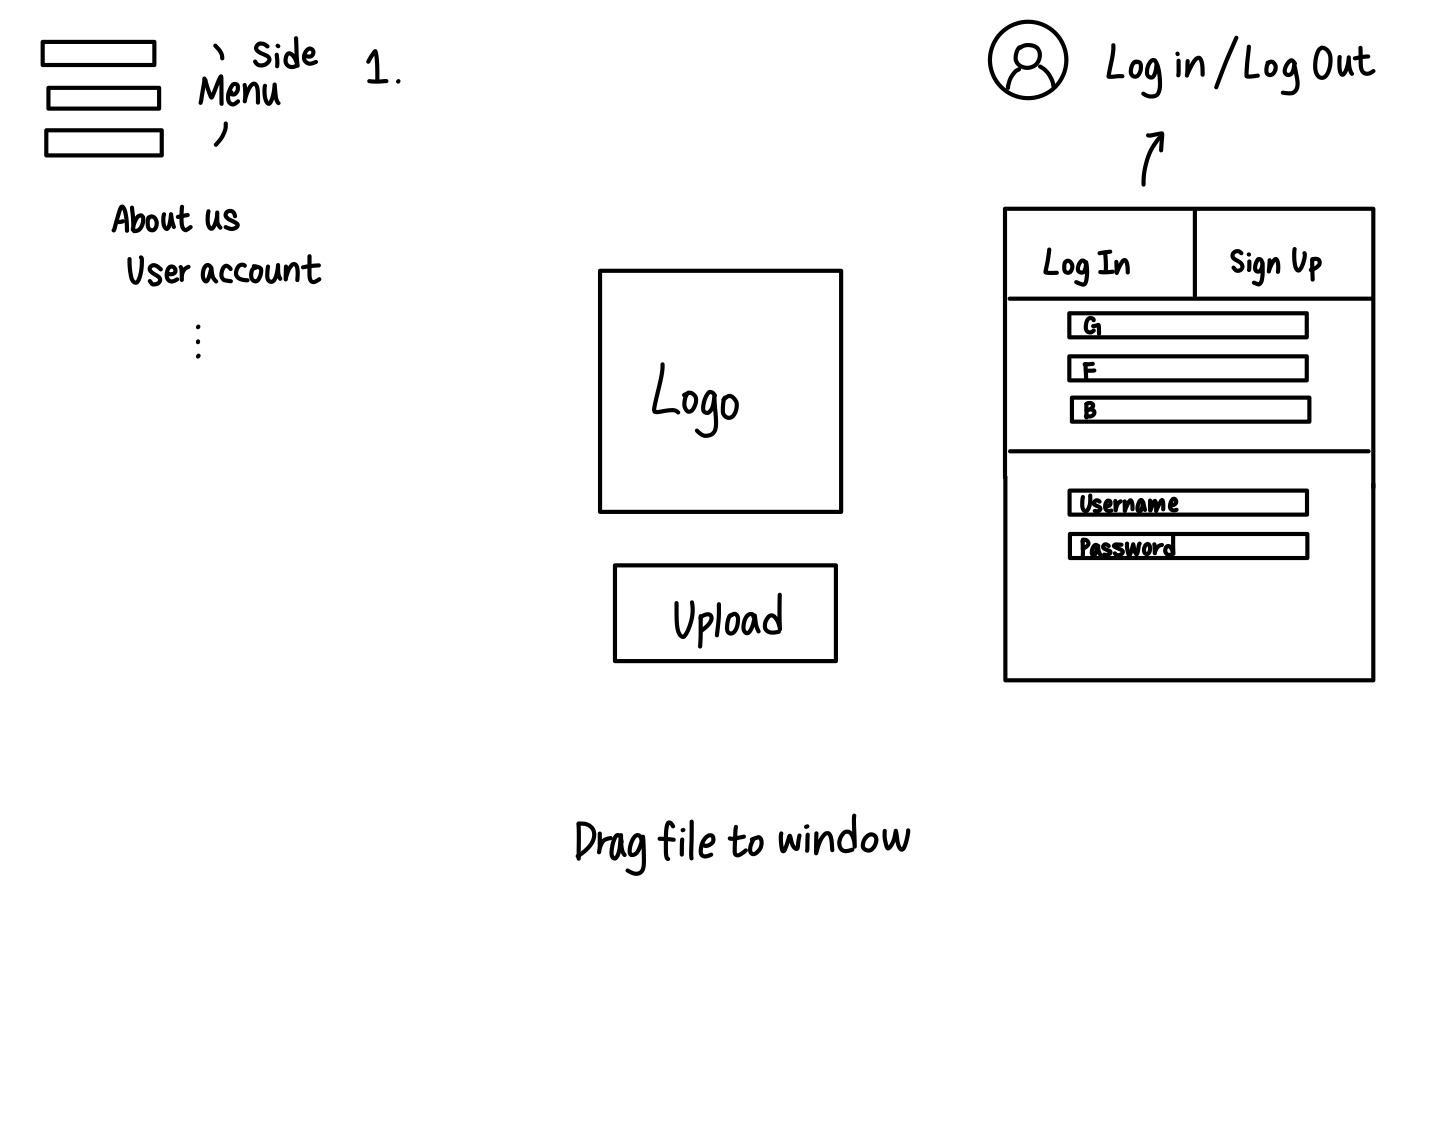 Side
Menu
1.
About us
User account
⋮
Log in / Log Out
Log In
Sign Up
G
F
B
Username
Password
Logo
Upload
Drag file to window